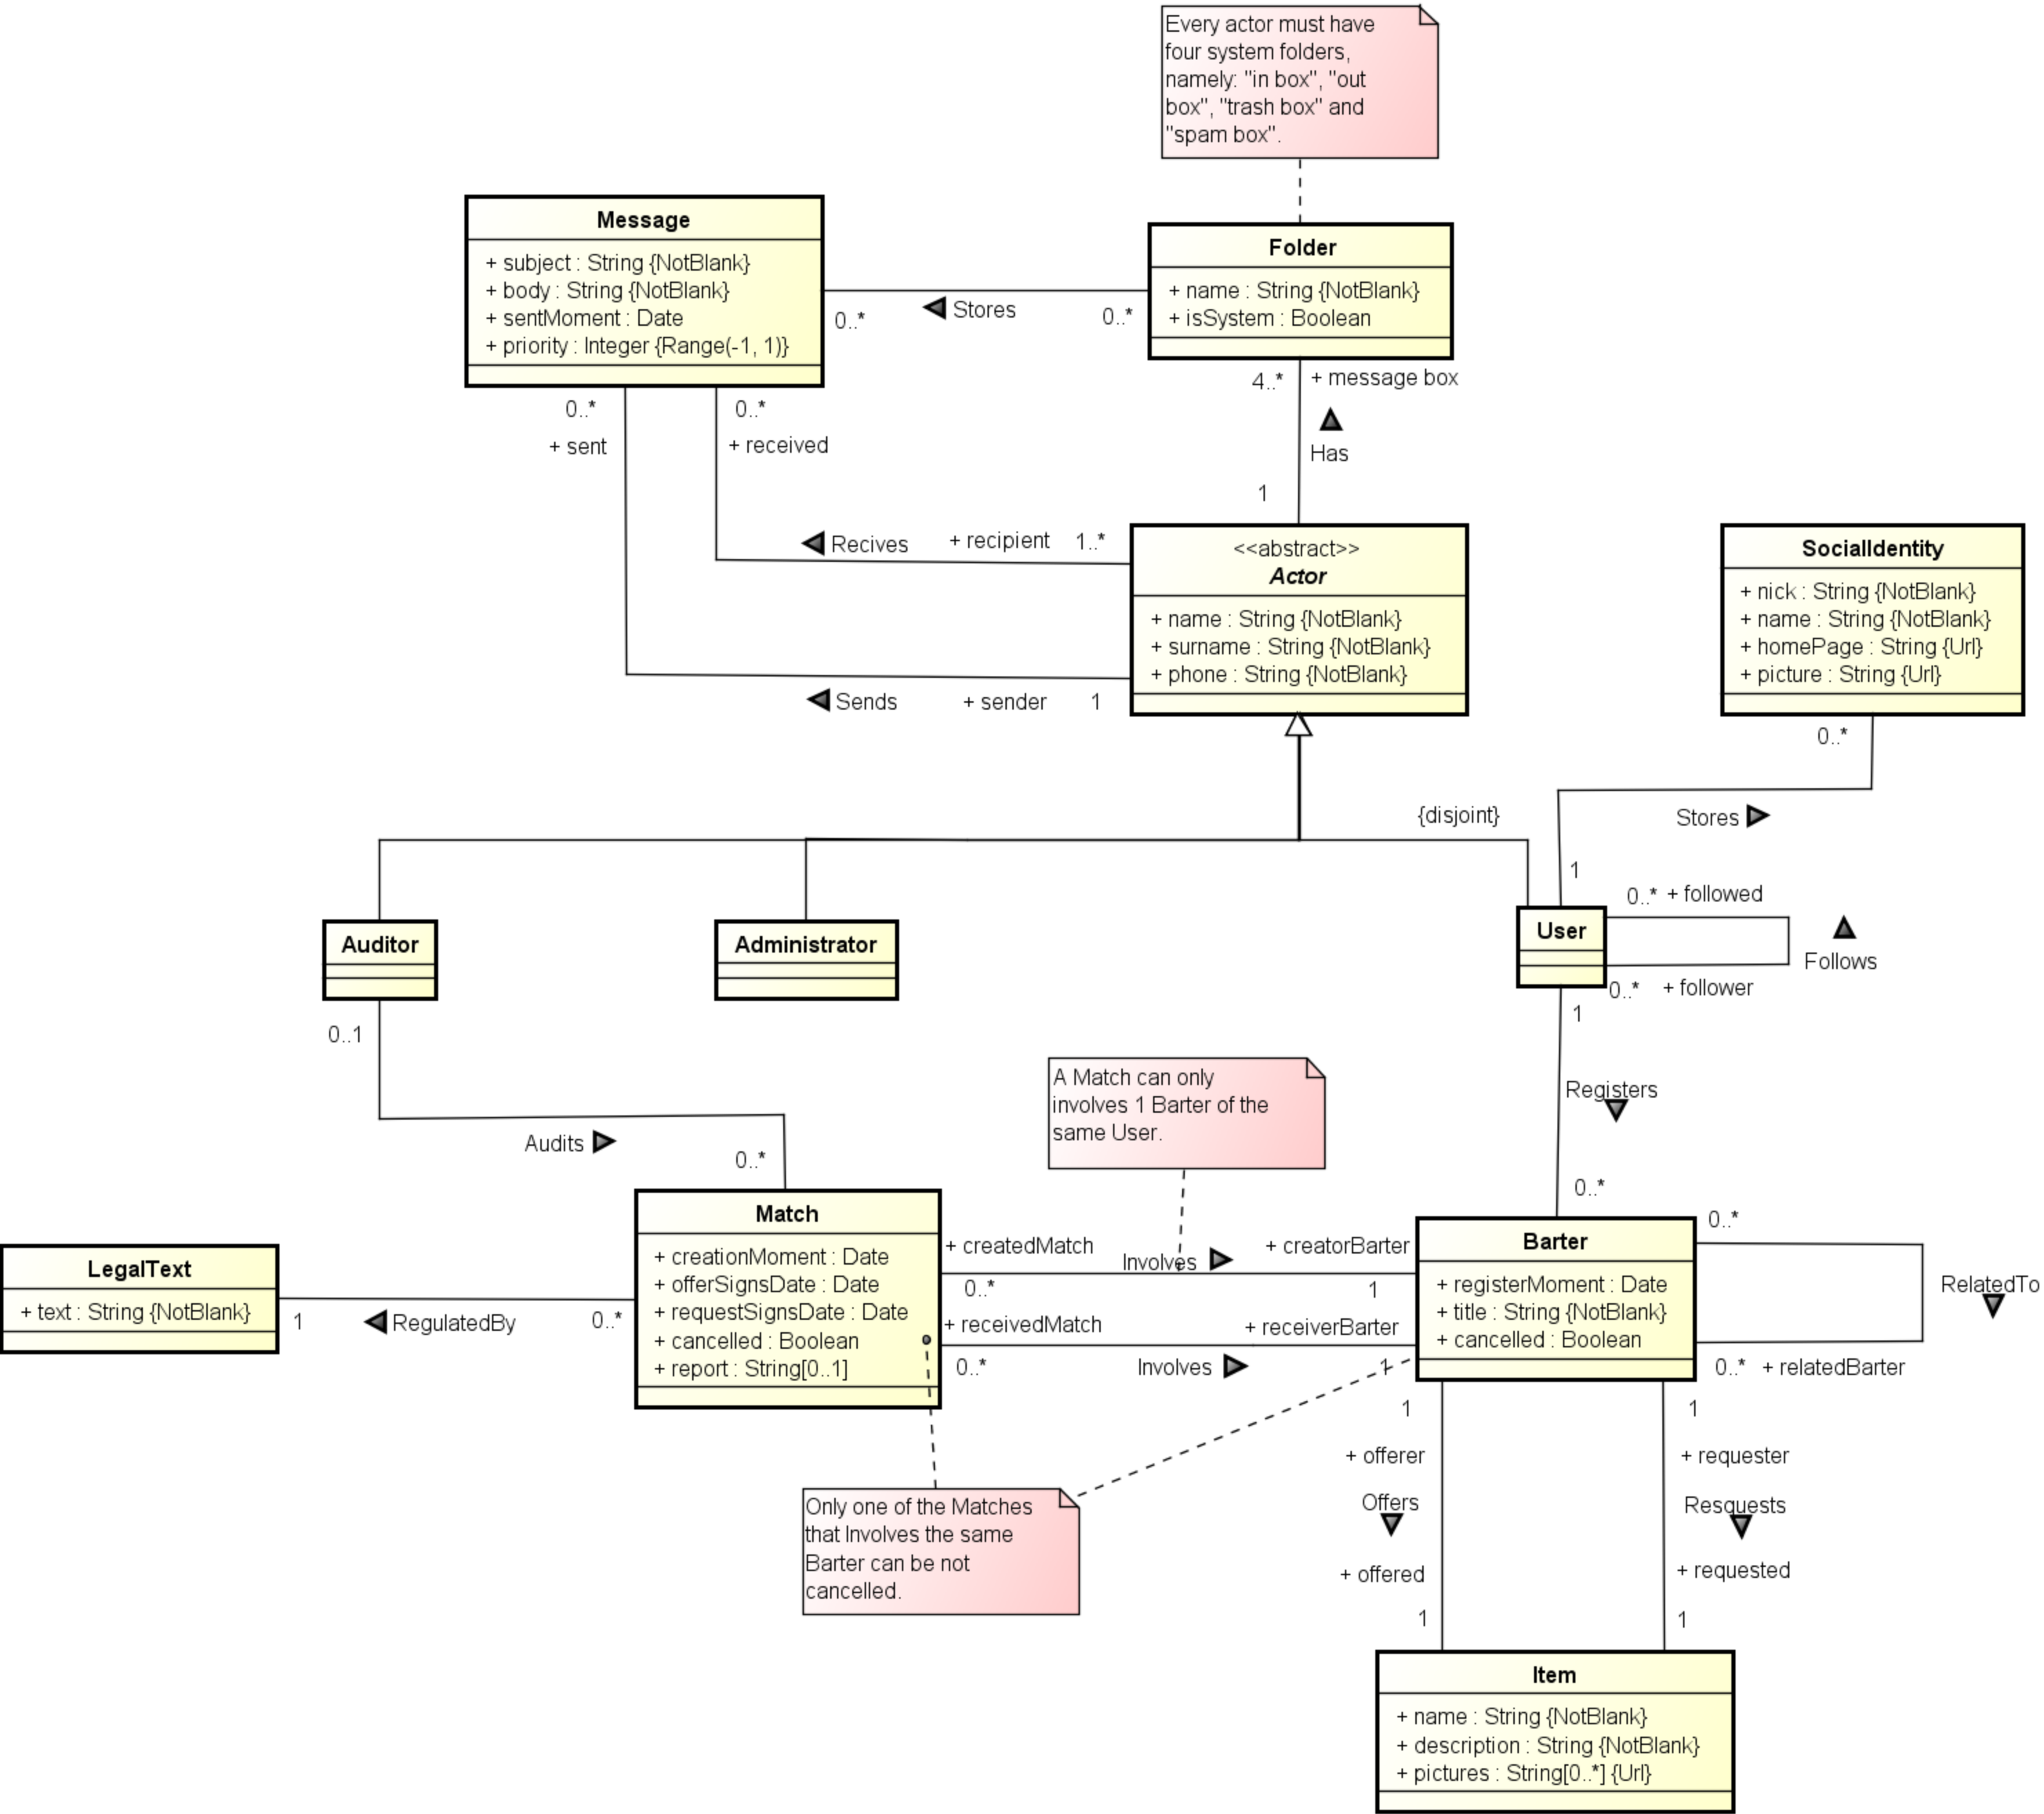 Every actor must have
four system folders,
namely: "in box", "out
box", "trash box" and
"spam box".
Message
+ subject : String {NotBlank}
+ body : String {NotBlank}
+ sentMoment : Date
+ priority : Integer {Range(-1, 1)}
Folder
+ name : String {NotBlank}
+ isSystem : Boolean
0..*
Stores
0..*
4..*
+ message box
Has
1
0..*
+ sent
0..*
+ received
Recives
+ recipient
1..*
Sends
+ sender
1
<<abstract>>
Actor
+ name : String {NotBlank}
+ surname : String {NotBlank}
+ phone : String {NotBlank}
SocialIdentity
+ nick : String {NotBlank}
+ name : String {NotBlank}
+ homePage : String {Url}
+ picture : String {Url}
0..*
Stores
1
{disjoint}
Auditor
Administrator
User
0..* + followed
Follows
0..* + follower
1
Registers
0..*
0..1
Audits
0..*
A Match can only
involves 1 Barter of the
same User.
LegalText
+ text : String {NotBlank}
1
RegulatedBy
0..*
Match
+ creationMoment : Date
+ offerSignsDate : Date
+ requestSignsDate : Date
+ cancelled : Boolean
+ report : String[0..1]
+ createdMatch
Involves
+ creatorBarter
0..*
1
+ receivedMatch
+ receiverBarter
0..*
Involves
1
Barter
+ registerMoment : Date
+ title : String {NotBlank}
+ cancelled : Boolean
0..*
RelatedTo
0..* + relatedBarter
Only one of the Matches
that Involves the same
Barter can be not
cancelled.
1
+ offerer
Offers
+ offered
1
1
+ requester
Resquests
+ requested
1
Item
+ name : String {NotBlank}
+ description : String {NotBlank}
+ pictures : String[0..*] {Url}